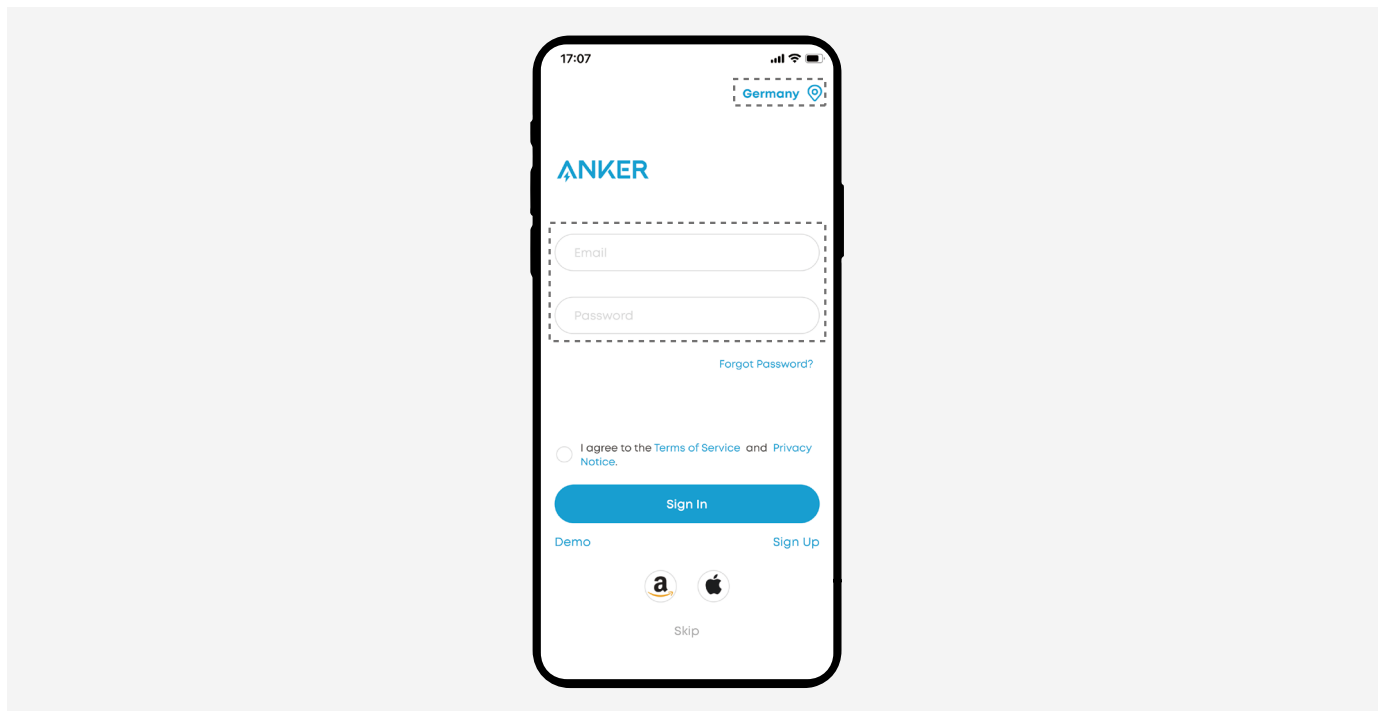 17:07
Germany
ANKER
Email
Password
Forgot Password?
I agree to the Terms of Service and Privacy
Notice.
Sign In
Demo
Sign Up
a
Skip